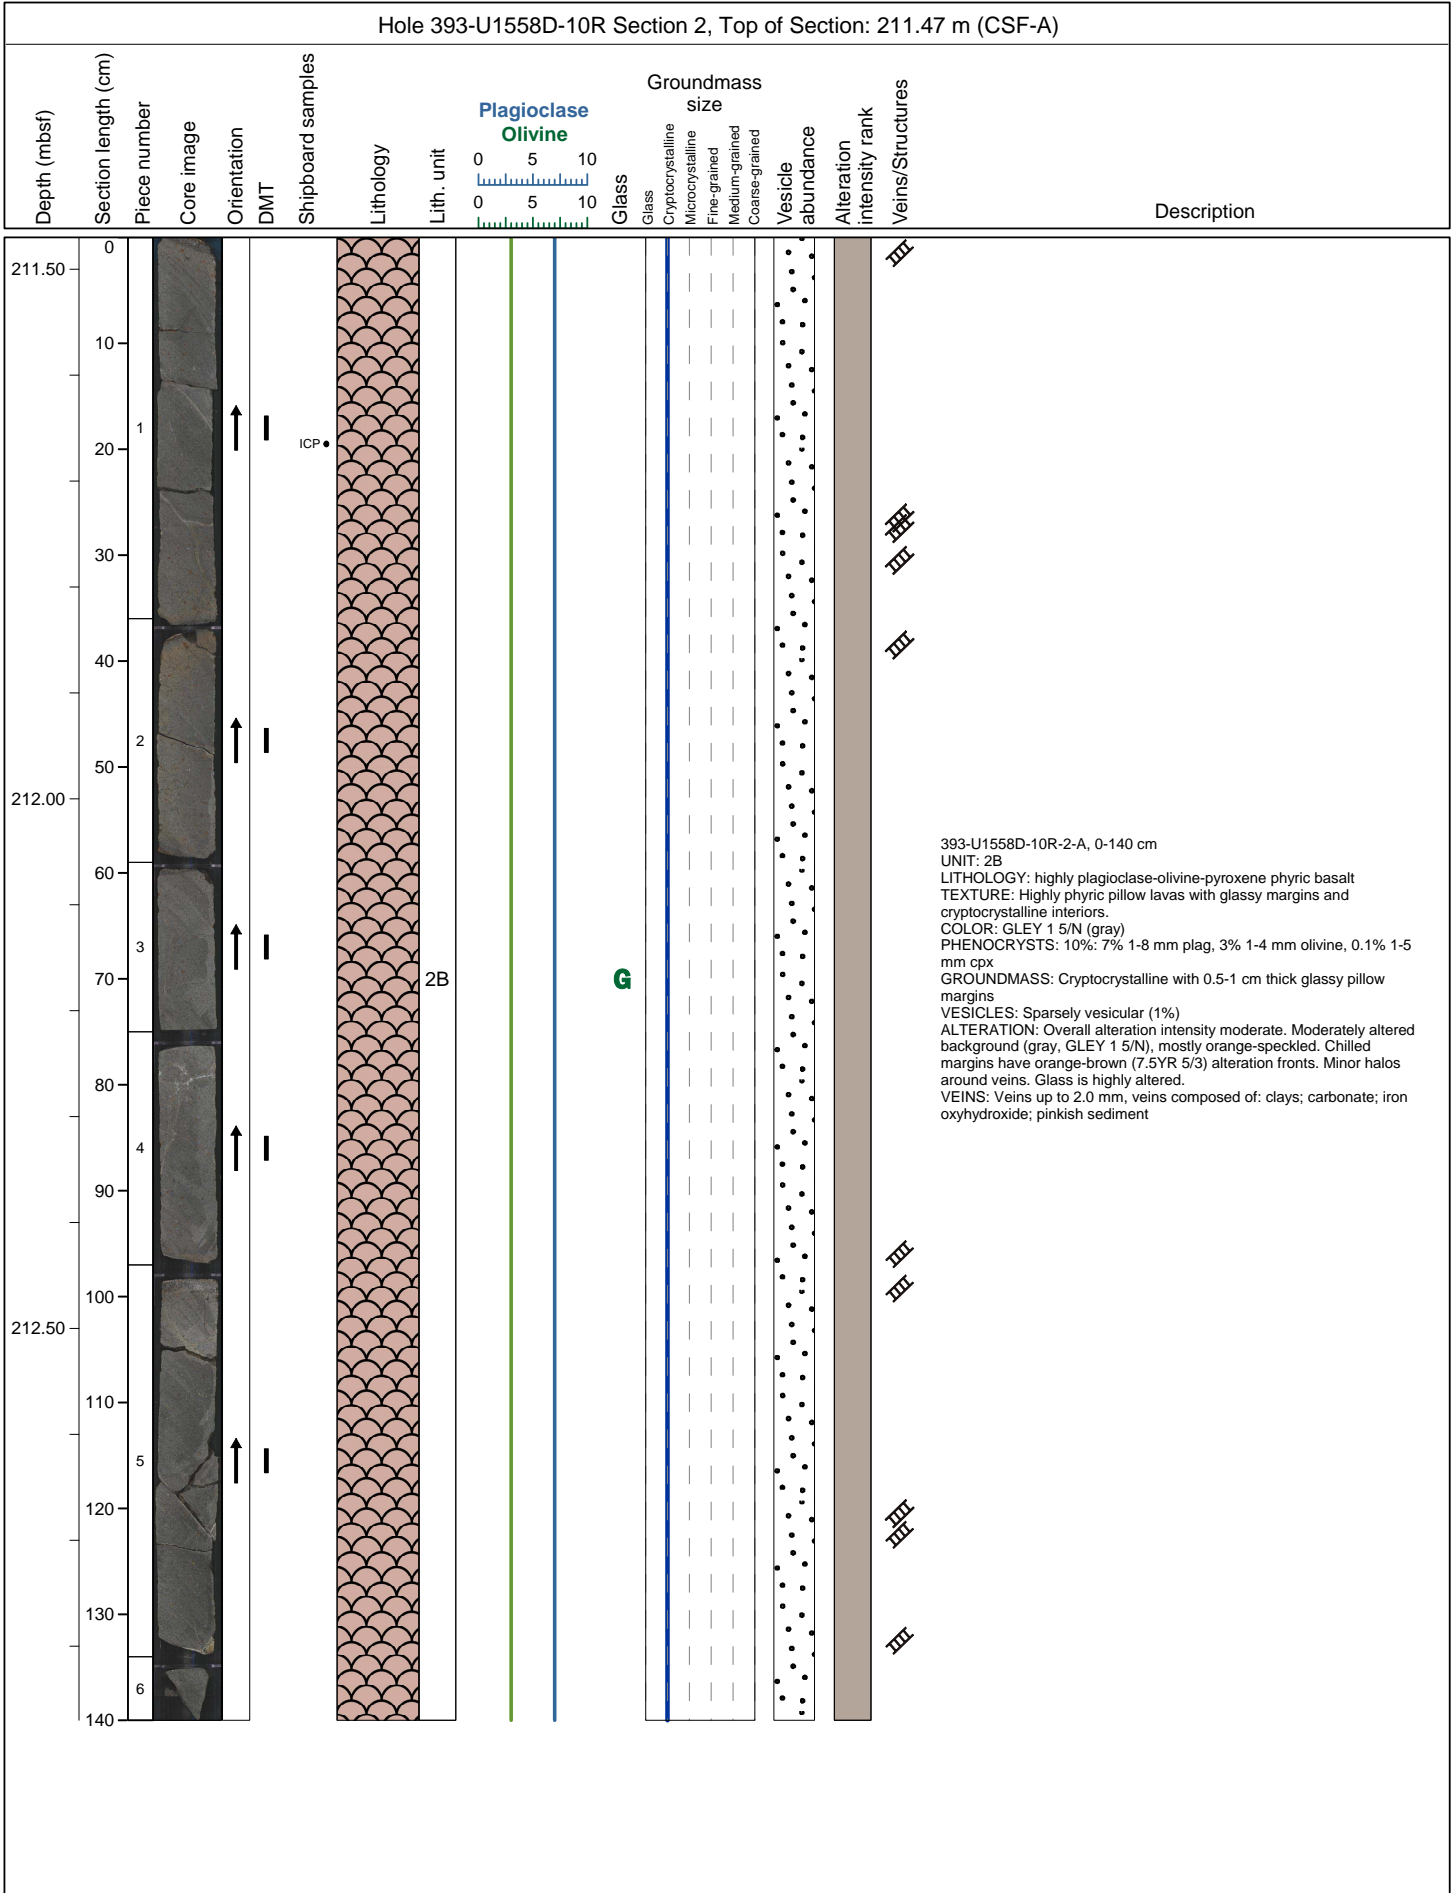 Hole 393-U1558D-10R Section 2, Top of Section: 211.47 m (CSF-A)
Depth (mbsf)
Section length (cm)
Piece number
Core image
Orientation
DMT
Shipboard samples
Lithology
Lith. unit
Plagioclase
Olivine
0 5 10
0 5 10
Glass
Groundmass
size
Glass
Cryptocrystalline
Microcrystalline
Fine-grained
Medium-grained
Coarse-grained
Vesicle
abundance
Alteration
intensity rank
Veins/Structures
Description
0
211.50
10
1
ICP
20
30
40
2
50
212.00
60
3
70
2B
G
80
4
90
100
212.50
110
5
120
130
6
140
393-U1558D-10R-2-A, 0-140 cm
UNIT: 2B
LITHOLOGY: highly plagioclase-olivine-pyroxene phyric basalt
TEXTURE: Highly phyric pillow lavas with glassy margins and
cryptocrystalline interiors.
COLOR: GLEY 1 5/N (gray)
PHENOCRYSTS: 10%: 7% 1-8 mm plag, 3% 1-4 mm olivine, 0.1% 1-5
mm cpx
GROUNDMASS: Cryptocrystalline with 0.5-1 cm thick glassy pillow
margins
VESICLES: Sparsely vesicular (1%)
ALTERATION: Overall alteration intensity moderate. Moderately altered
background (gray, GLEY 1 5/N), mostly orange-speckled. Chilled
margins have orange-brown (7.5YR 5/3) alteration fronts. Minor halos
around veins. Glass is highly altered.
VEINS: Veins up to 2.0 mm, veins composed of: clays; carbonate; iron
oxyhydroxide; pinkish sediment